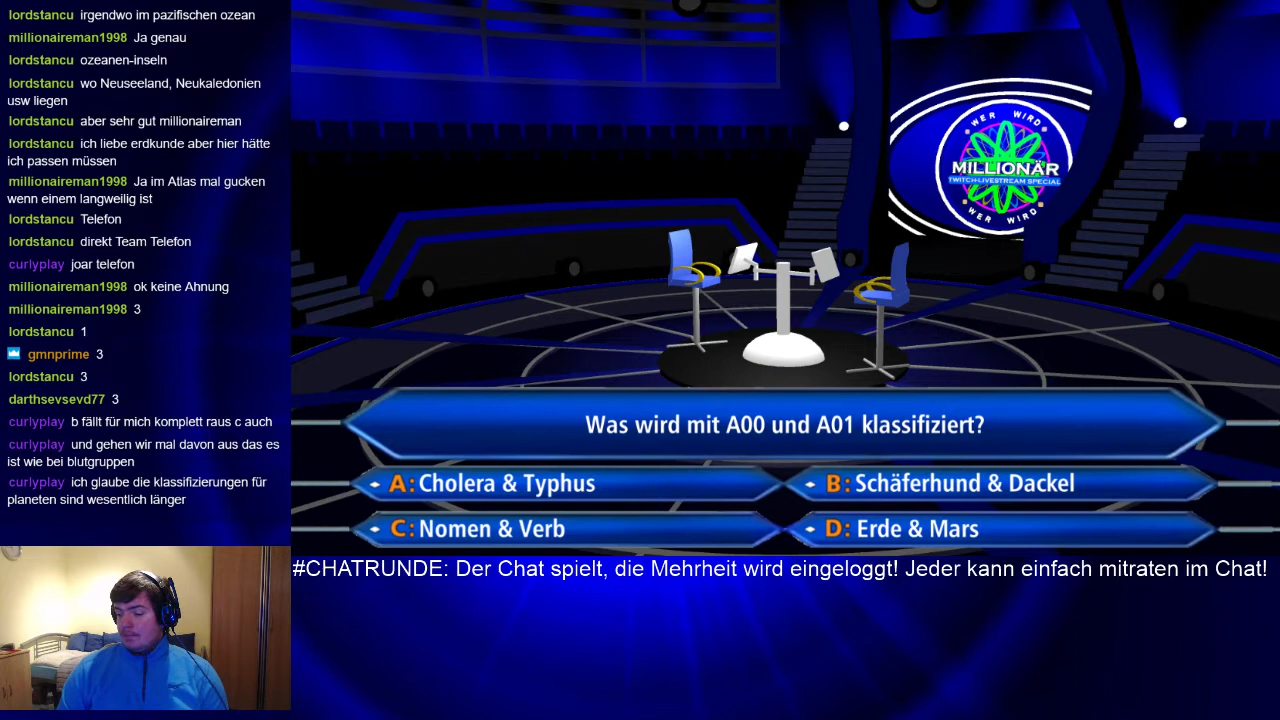 lordstancu irgendwo im pazifischen ozean
millionaireman1998 Ja genau
lordstancu ozeanen-inseln
lordstancu wo Neuseeland, Neukaledonien
usw liegen
lordstancu aber sehr gut millionaireman
lordstancu ich liebe erdkunde aber hier hätte
ich passen müssen
millionaireman1998 Ja im Atlas mal gucken
wenn einem langweilig ist
lordstancu Telefon
lordstancu direkt Team Telefon
curlyplay joar telefon
millionaireman1998 ok keine Ahnung
millionaireman1998 3
lordstancu 1
gmnprime 3
lordstancu 3
darthsevsevd77 3
curlyplay b fällt für mich komplett raus c auch
curlyplay und gehen wir mal davon aus das es
ist wie bei blutgruppen
curlyplay ich glaube die klassifizierungen für
planeten sind wesentlich länger
WER WIRD
MILLIONÄR
TWITCH-LIVESTREAM SPECIAL
WER WIRD
Was wird mit A00 und A01 klassifiziert?
A: Cholera & Typhus
B: Schäferhund & Dackel
C: Nomen & Verb
D: Erde & Mars
#CHATRUNDE: Der Chat spielt, die Mehrheit wird eingeloggt! Jeder kann einfach mitraten im Chat!